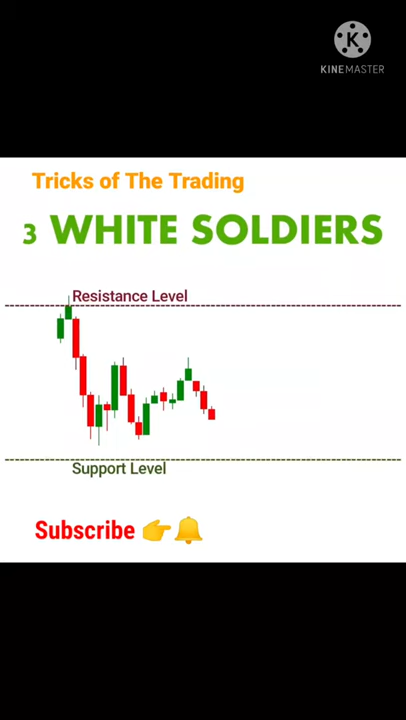 KINEMASTER
Tricks of The Trading
3 WHITE SOLDIERS
Resistance Level
Support Level
Subscribe 👉🔔